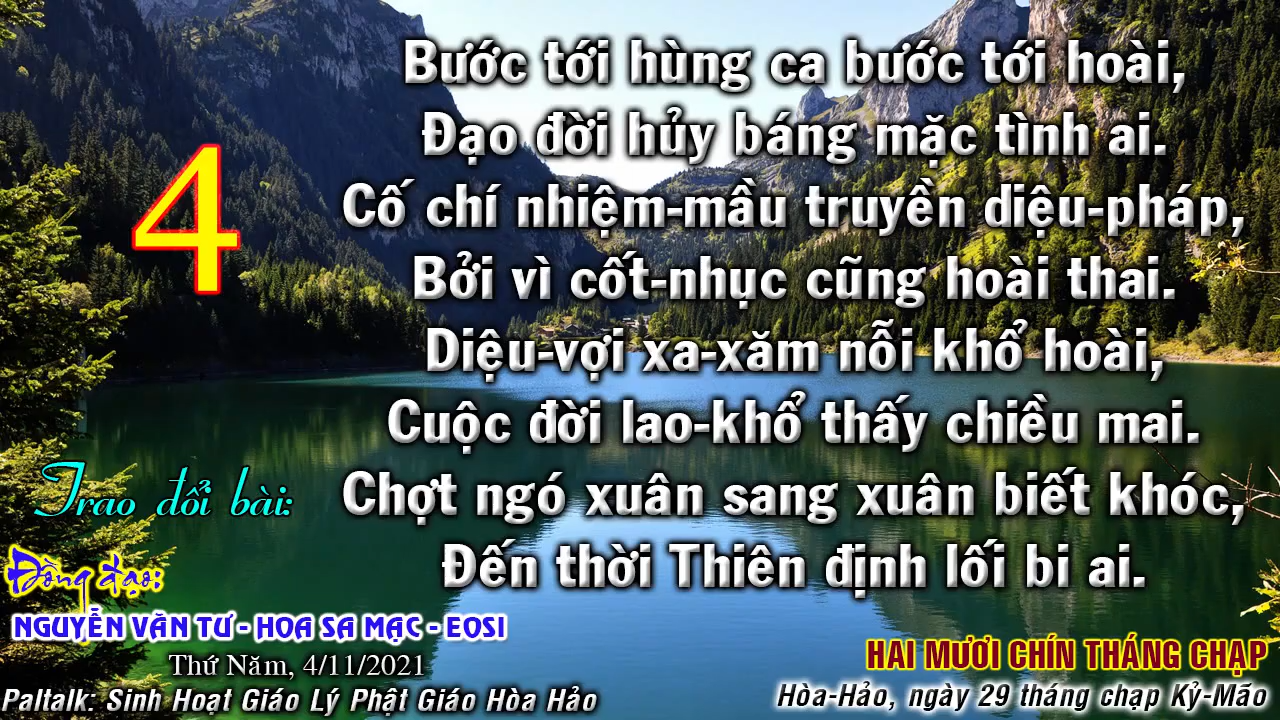 4
Bước tới hùng ca bước tới hoài,
Đạo đời hủy báng mặc tình ai.
Cố chí nhiệm-mầu truyền diệu-pháp,
Bởi vì cốt-nhục cũng hoài thai.
Diệu-vợi xa-xăm nỗi khổ hoài,
Cuộc đời lao-khổ thấy chiều mai.
Chợt ngó xuân sang xuân biết khóc,
Đến thời Thiên định lối bi ai.
Trao đổi bài:
Đồng đạo:
NGUYỄN VĂN TƯ - HOA SA MẠC - EOSI
Thứ Năm, 4/11/2021
Paltalk: Sinh Hoạt Giáo Lý Phật Giáo Hòa Hảo
HAI MƯƠI CHÍN THÁNG CHẠP
Hòa-Hảo, ngày 29 tháng chạp Kỷ-Mão